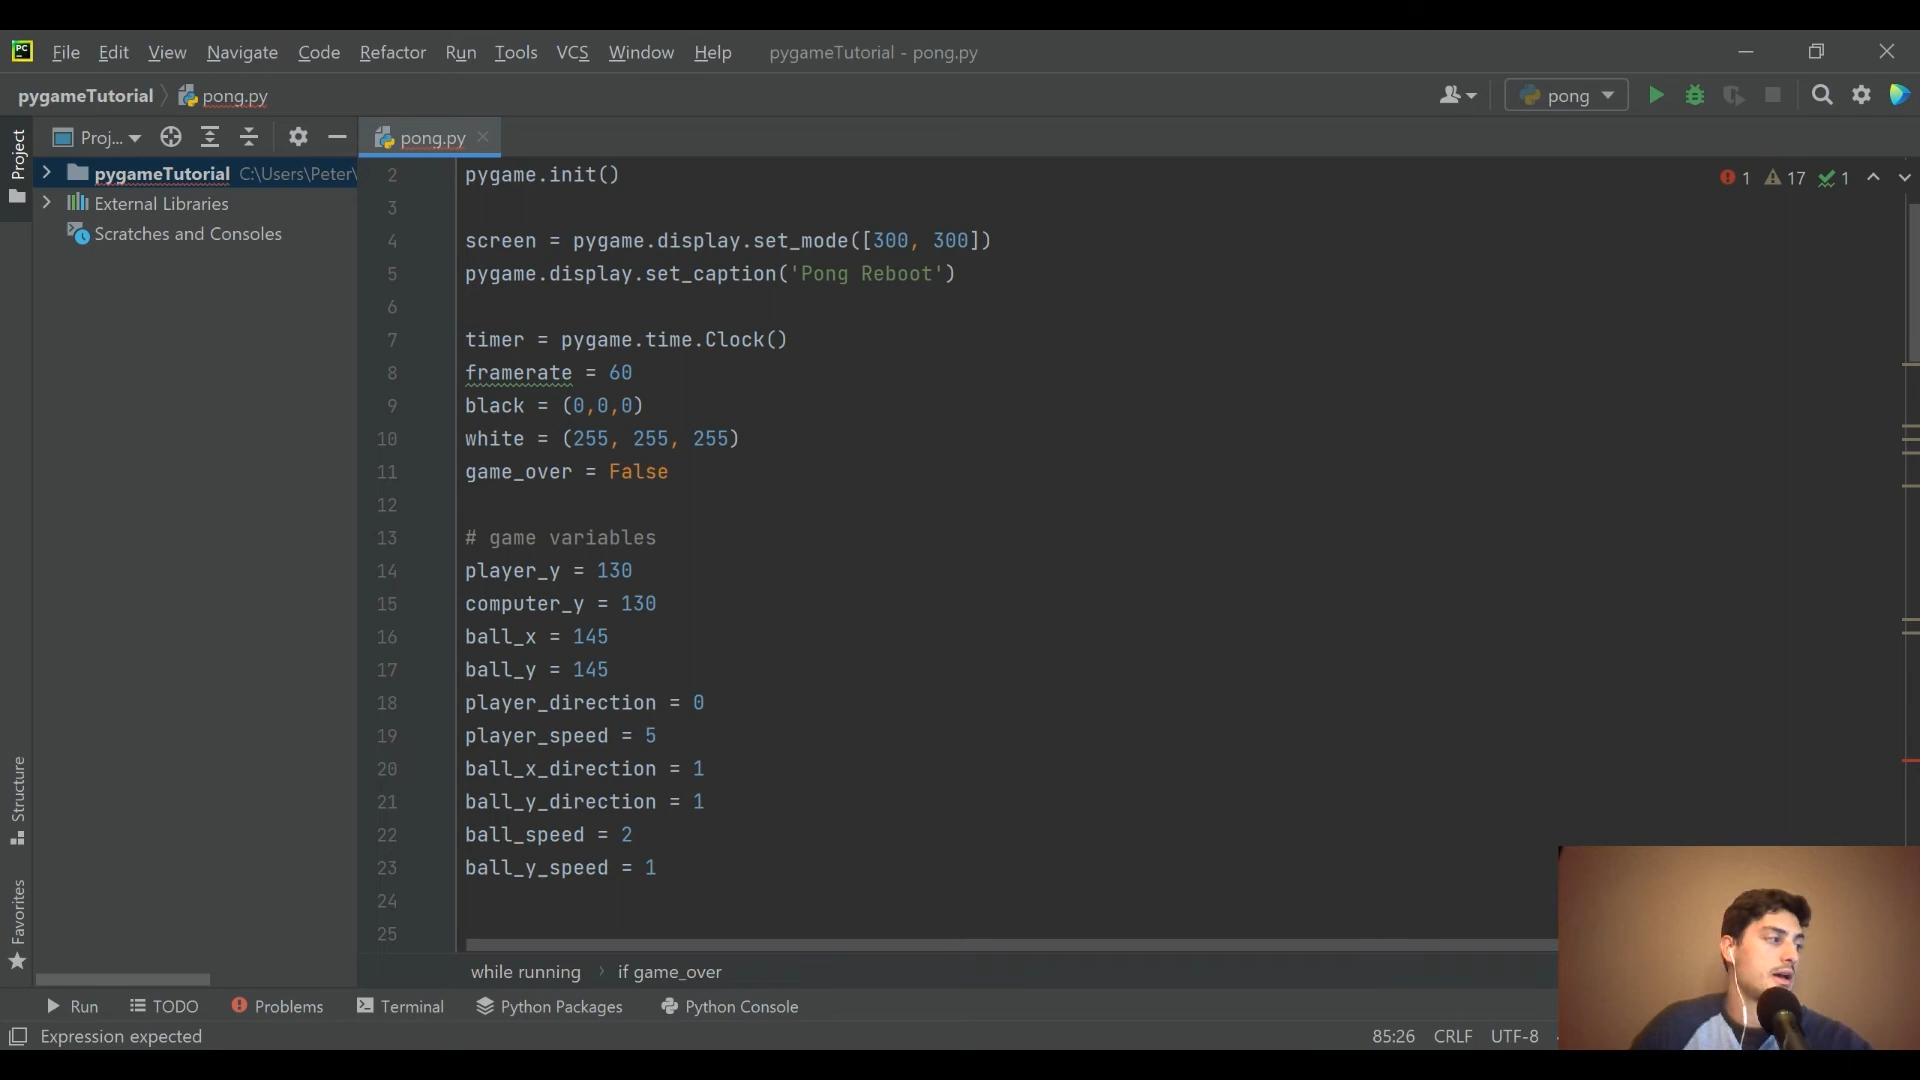 PC File Edit View Navigate Code Refactor Run Tools VCS Window Help pygameTutorial - pong.py
pygameTutorial pong.py pong
Project
Proj... pong.py
pygameTutorial C:\Users\Peter\
External Libraries
Scratches and Consoles
1 17 1
2 pygame.init()
3
4 screen = pygame.display.set_mode([300, 300])
5 pygame.display.set_caption('Pong Reboot')
6
7 timer = pygame.time.Clock()
8 framerate = 60
9 black = (0,0,0)
10 white = (255, 255, 255)
11 game_over = False
12
13 # game variables
14 player_y = 130
15 computer_y = 130
16 ball_x = 145
17 ball_y = 145
18 player_direction = 0
19 player_speed = 5
20 ball_x_direction = 1
21 ball_y_direction = 1
22 ball_speed = 2
23 ball_y_speed = 1
24
25
Structure
Favorites
while running if game_over
Run TODO Problems Terminal Python Packages Python Console
Expression expected 85:26 CRLF UTF-8